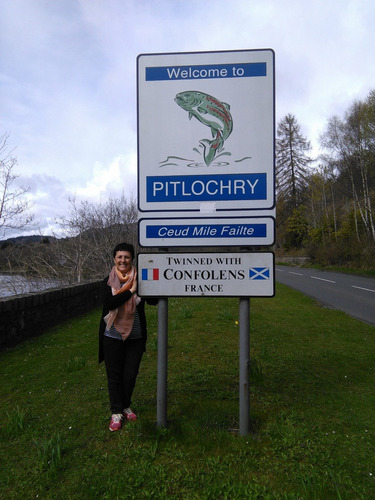 Welcome to
PITLOCHRY
Ceud Mile Failte
TWINNED WITH
CONFOLENS
FRANCE